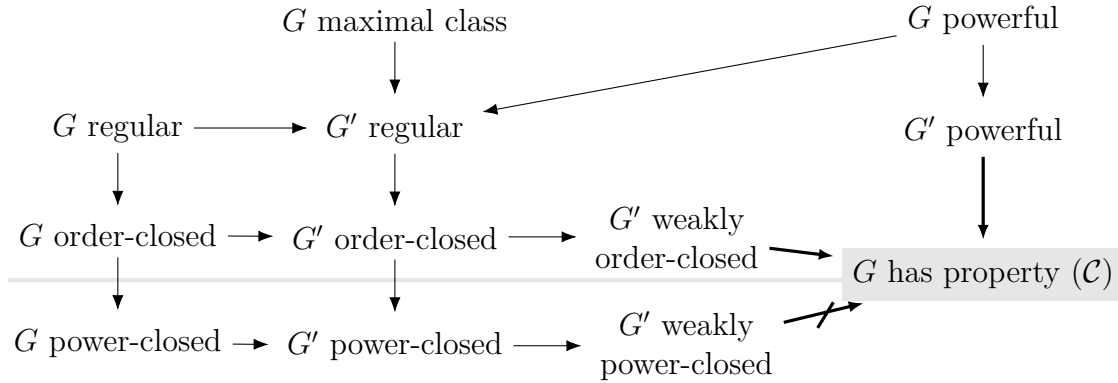 G maximal class
G powerful
G regular
G′ regular
G′ powerful
G order-closed
G′ order-closed
G′ weakly
order-closed
G has property (𝒞)
G power-closed
G′ power-closed
G′ weakly
power-closed